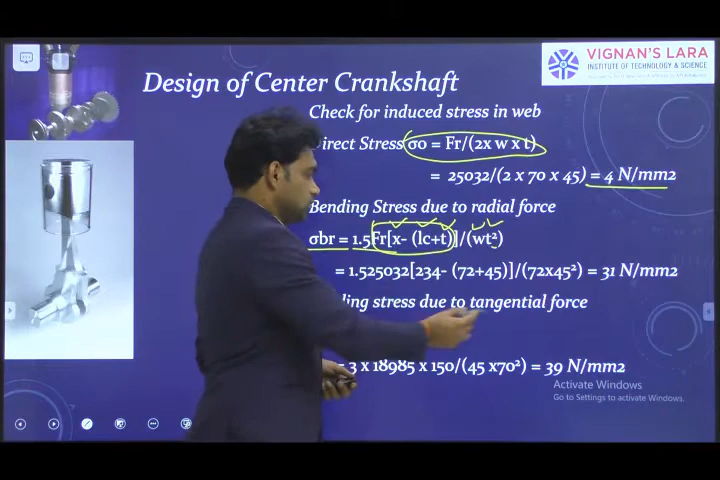 VIGNAN'S LARA
INSTITUTE OF TECHNOLOGY & SCIENCE
Design of Center Crankshaft
Check for induced stress in web
Direct Stress σo = Fr/(2x w x t)
= 25032/(2 x 70 x 45) = 4 N/mm2
Bending Stress due to radial force
σbr = 1.5Fr[x- (lc+t)]/(wt²)
= 1.525032[234- (72+45)]/(72x45²) = 31 N/mm2
stress due to tangential force
= 3 x 18985 x 150/(45 x70²) = 39 N/mm2
Activate Windows
Go to Settings to activate Windows.